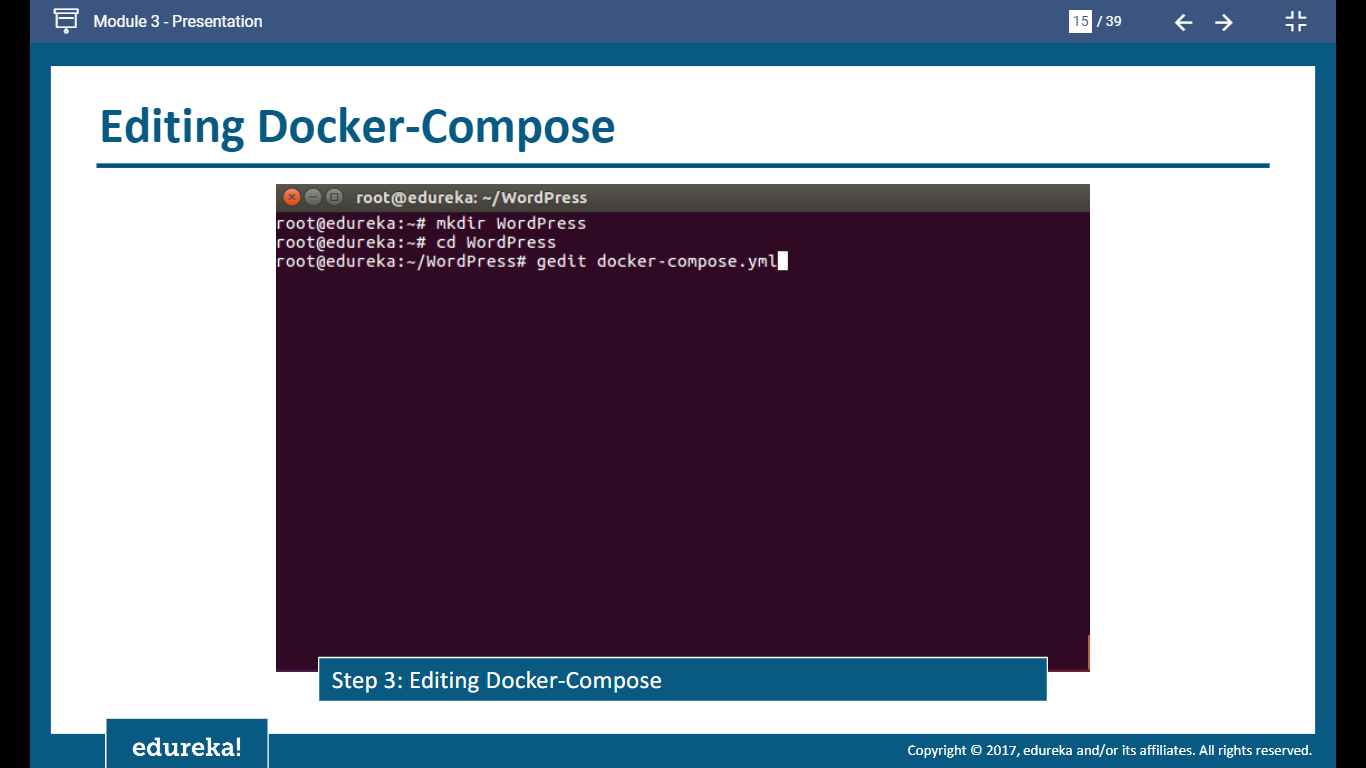 Module 3 - Presentation
15 / 39
Editing Docker-Compose
root@edureka: ~/WordPress
root@edureka:~# mkdir WordPress
root@edureka:~# cd WordPress
root@edureka:~/WordPress# gedit docker-compose.yml
Step 3: Editing Docker-Compose
edureka!
Copyright © 2017, edureka and/or its affiliates. All rights reserved.